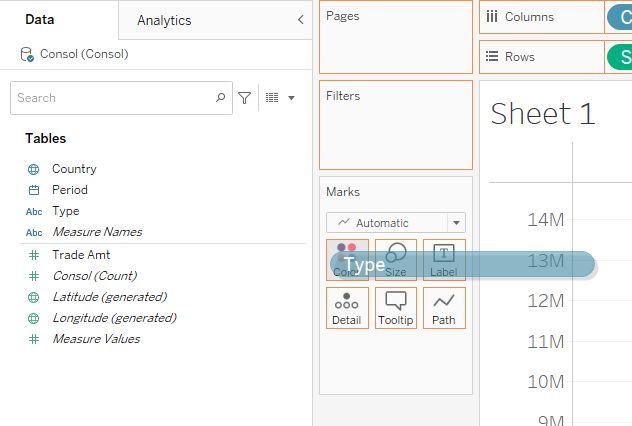 Data
Analytics
Consol (Consol)
Search
Tables
Country
Period
Abc Type
Abc Measure Names
Trade Amt
Consol (Count)
Latitude (generated)
Longitude (generated)
Measure Values
Pages
Filters
Marks
Automatic
Color Size Label
Type
Detail Tooltip Path
Columns
C
Rows
S
Sheet 1
14M
13M
12M
11M
10M
9M